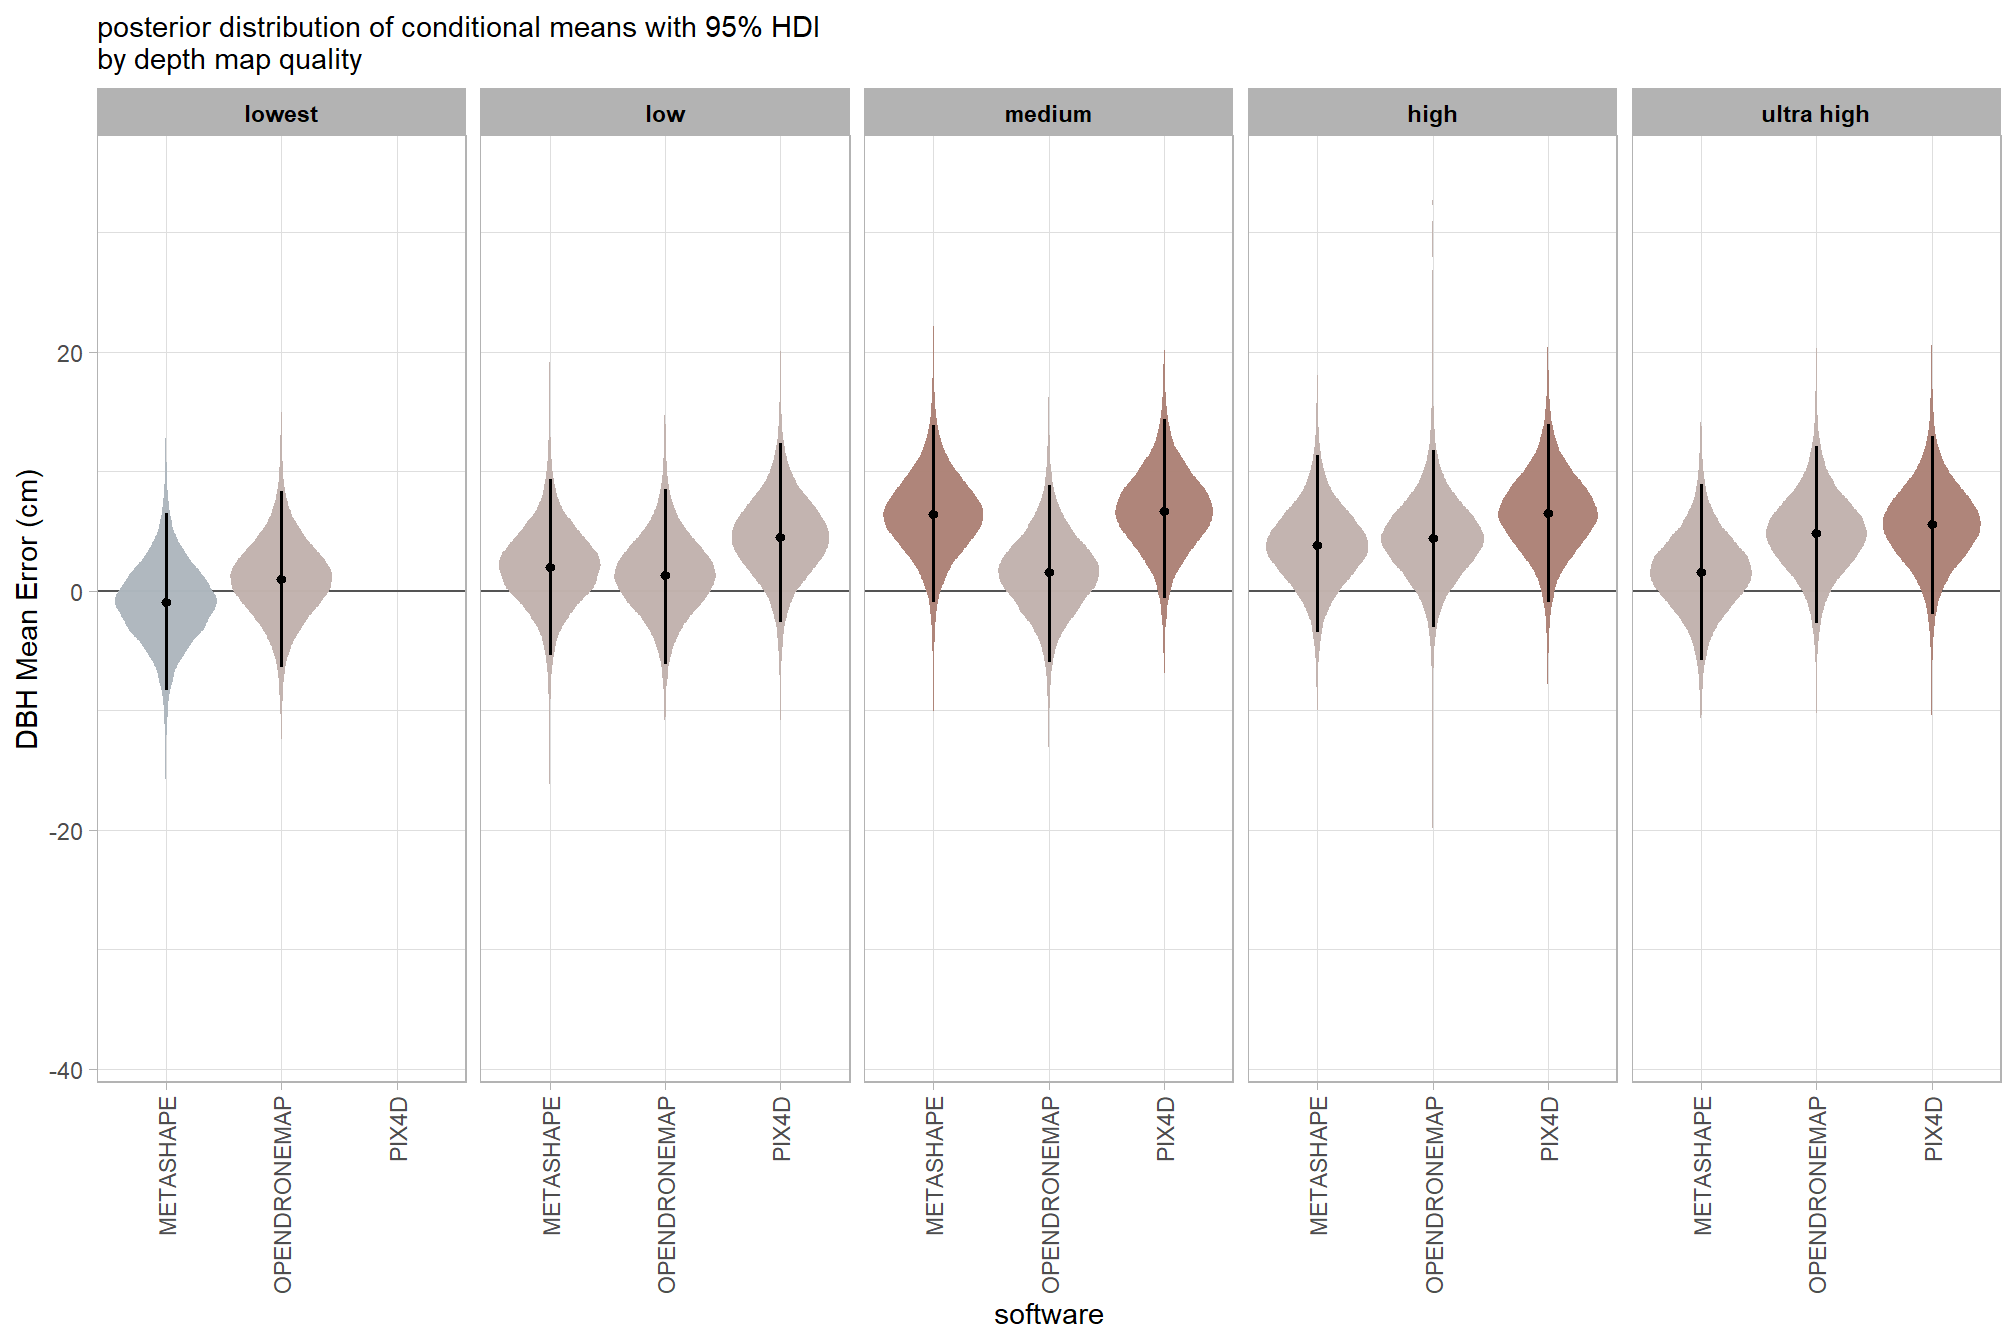 posterior distribution of conditional means with 95% HDI
by depth map quality
lowest
low
medium
high
ultra high
DBH Mean Error (cm)
20
0
-20
-40
METASHAPE
OPENDRONEMAP
PIX4D
METASHAPE
OPENDRONEMAP
PIX4D
METASHAPE
OPENDRONEMAP
PIX4D
METASHAPE
OPENDRONEMAP
PIX4D
METASHAPE
OPENDRONEMAP
PIX4D
software